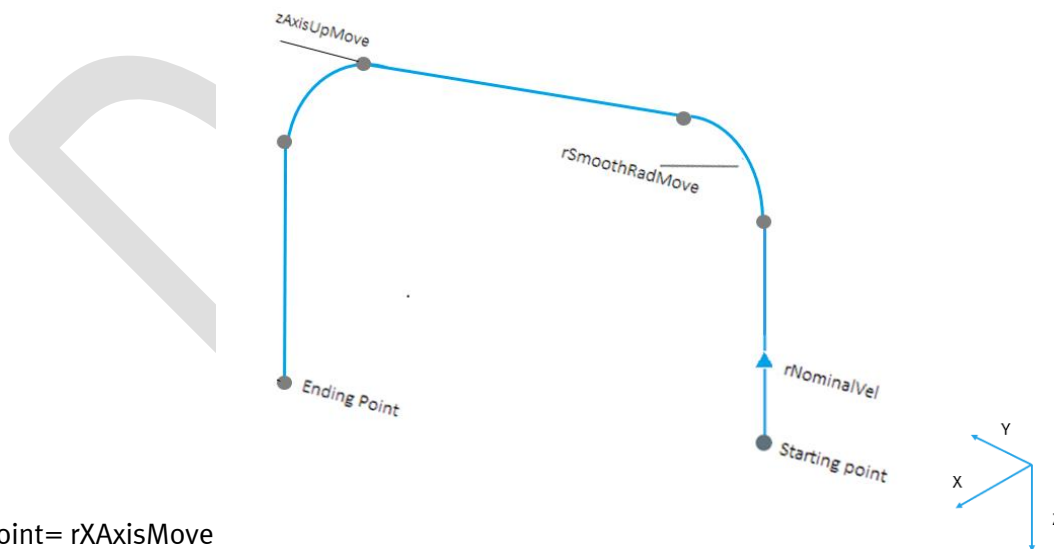 zAxisUpMove
rSmoothRadMove
rNominalVel
Ending Point
Starting point
Y
X
oint= rXAxisMove